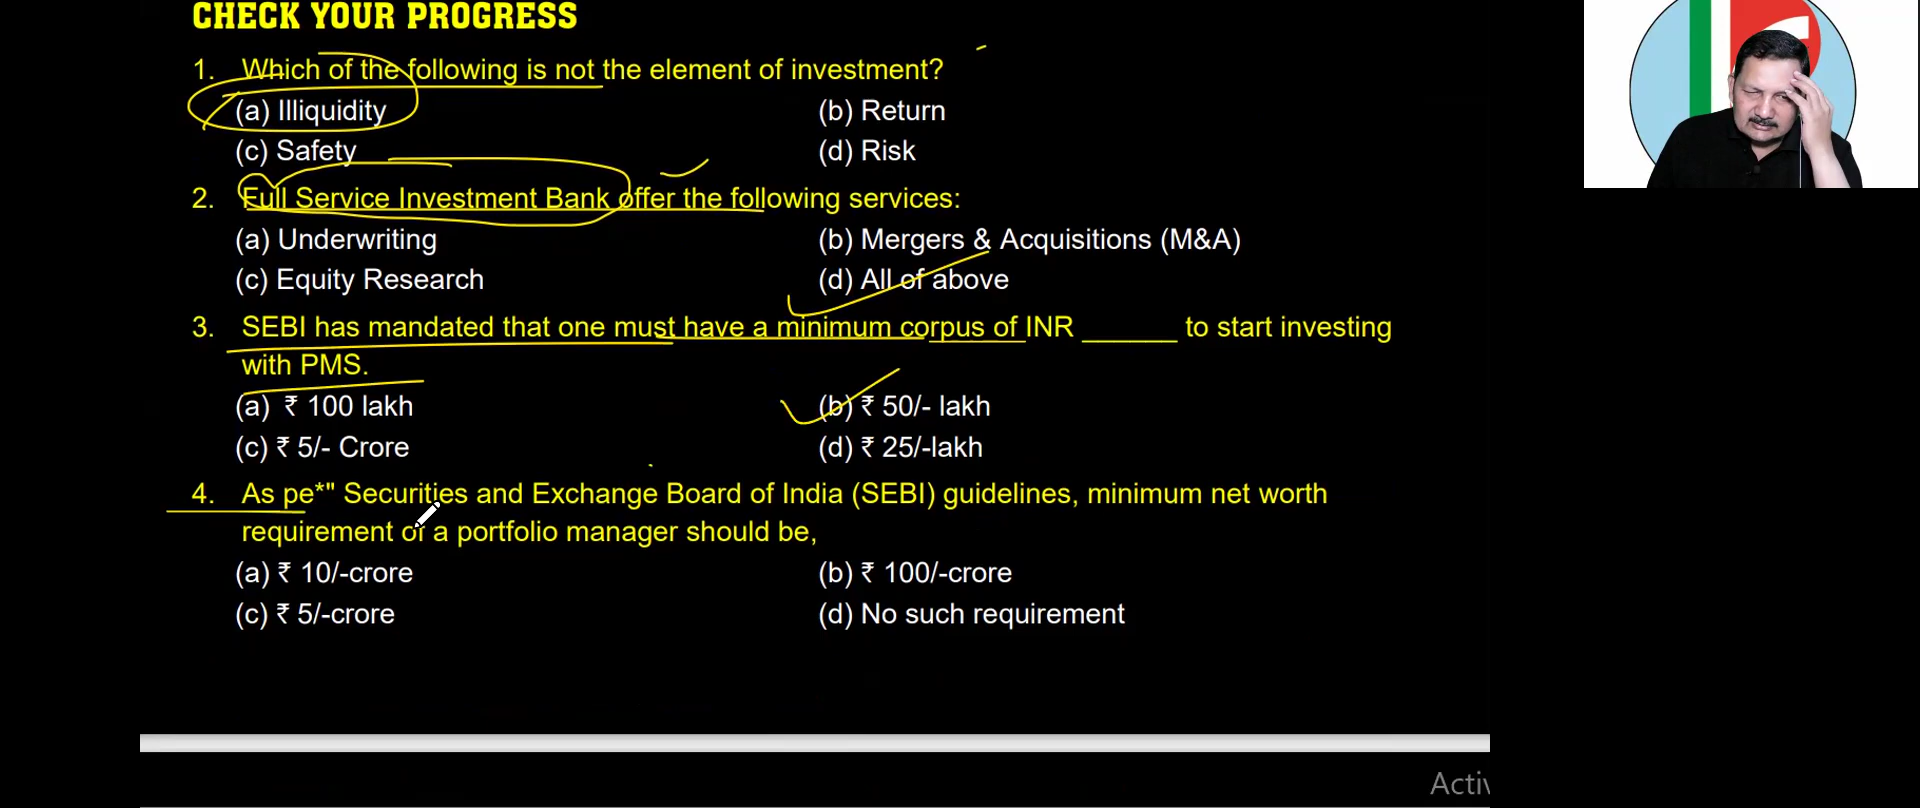 CHECK YOUR PROGRESS
1. Which of the following is not the element of investment?
(a) Illiquidity (b) Return
(c) Safety (d) Risk
2. Full Service Investment Bank offer the following services:
(a) Underwriting (b) Mergers & Acquisitions (M&A)
(c) Equity Research (d) All of above
3. SEBI has mandated that one must have a minimum corpus of INR ______ to start investing
with PMS.
(a) ₹ 100 lakh (b) ₹ 50/- lakh
(c) ₹ 5/- Crore (d) ₹ 25/-lakh
4. As pe*" Securities and Exchange Board of India (SEBI) guidelines, minimum net worth
requirement of a portfolio manager should be,
(a) ₹ 10/-crore (b) ₹ 100/-crore
(c) ₹ 5/-crore (d) No such requirement
Activ